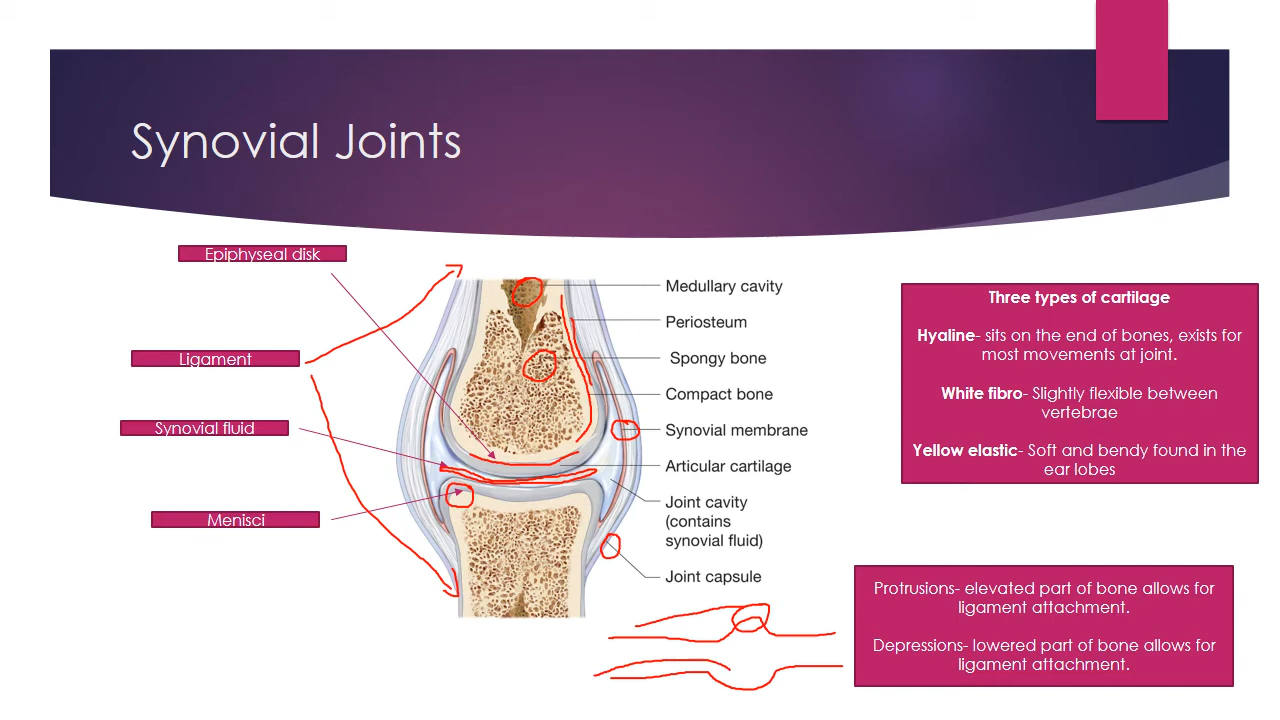 Synovial Joints
Epiphyseal disk
Ligament
Synovial fluid
Menisci
Medullary cavity
Periosteum
Spongy bone
Compact bone
Synovial membrane
Articular cartilage
Joint cavity
(contains
synovial fluid)
Joint capsule
Three types of cartilage
Hyaline- sits on the end of bones, exists for
most movements at joint.
White fibro- Slightly flexible between
vertebrae
Yellow elastic- Soft and bendy found in the
ear lobes
Protrusions- elevated part of bone allows for
ligament attachment.
Depressions- lowered part of bone allows for
ligament attachment.